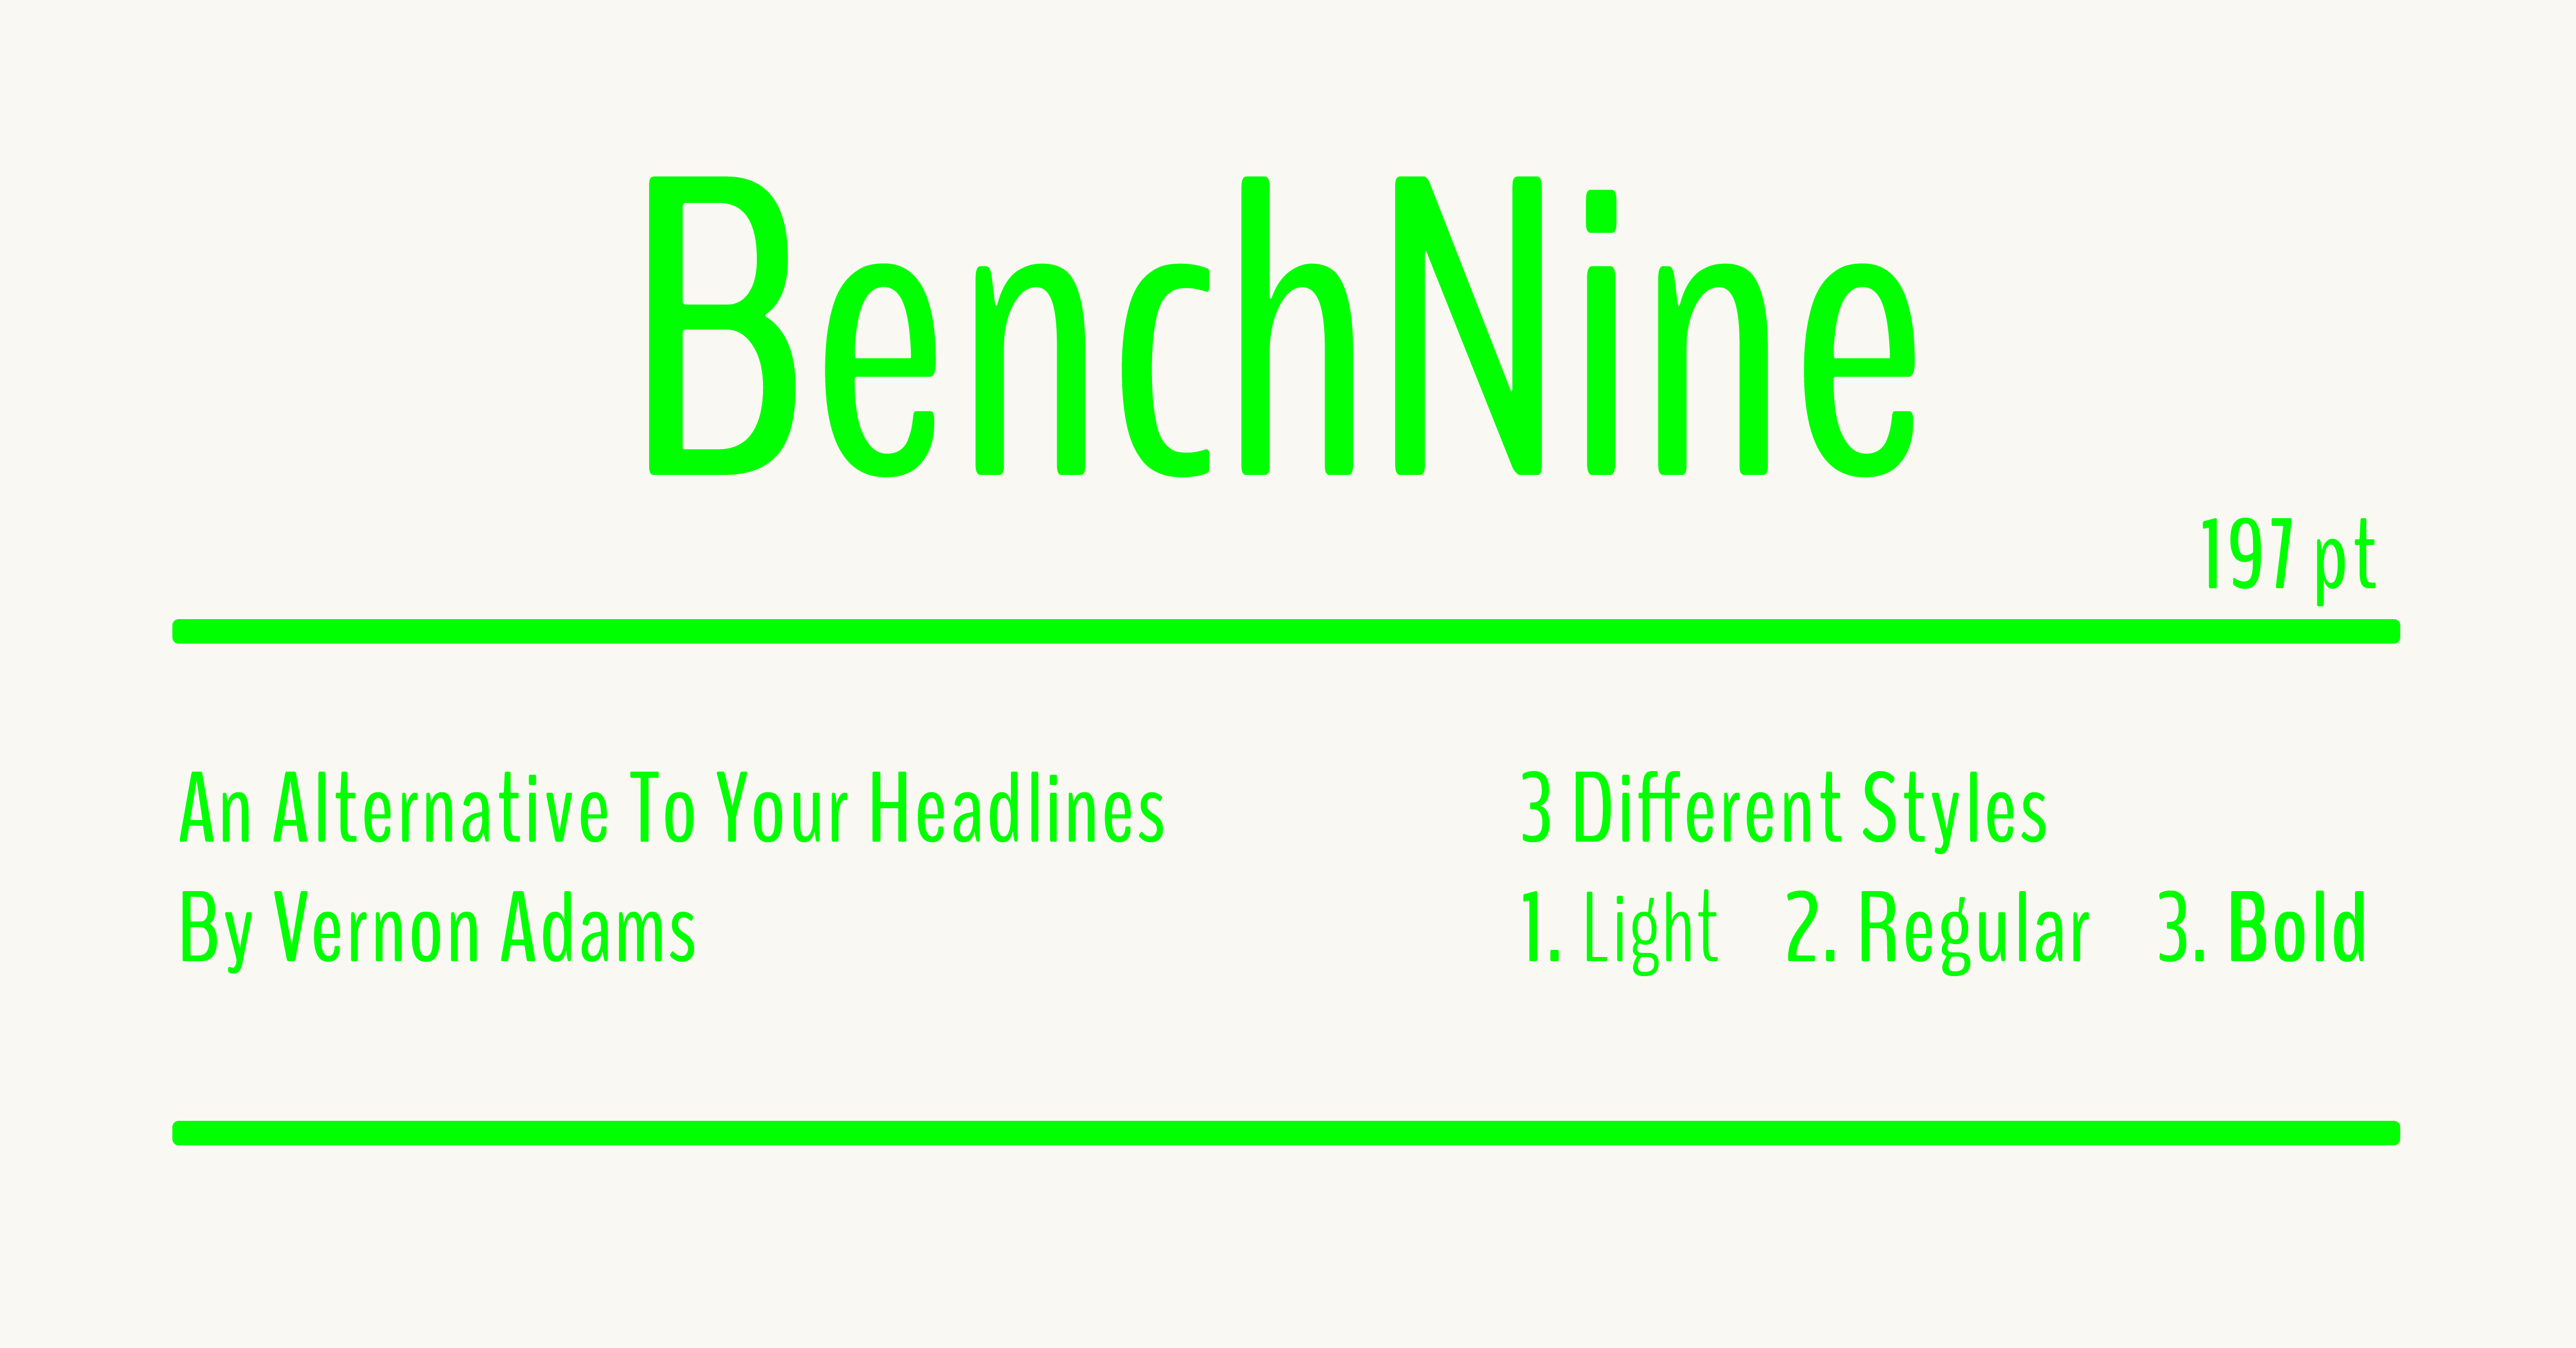 BenchNine
197 pt
An Alternative To Your Headlines
By Vernon Adams
3 Different Styles
1. Light 2. Regular 3. Bold